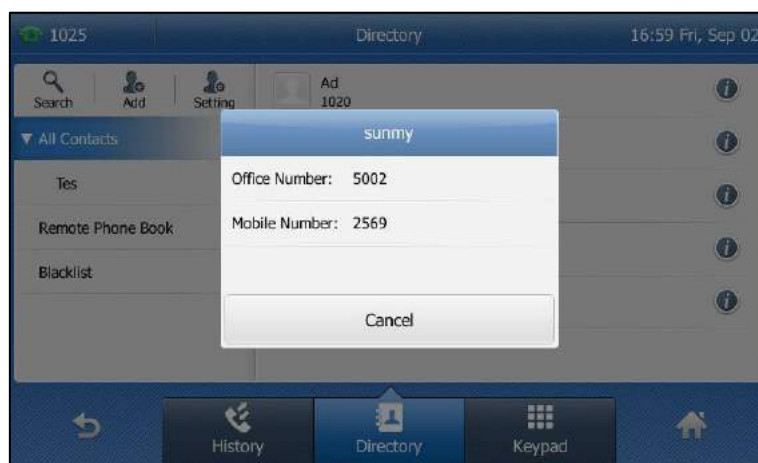 1025 Directory 16:59 Fri, Sep 02
Search Add Setting
Ad
1020
▼ All Contacts
Tes
Remote Phone Book
Blacklist
sunmy
Office Number: 5002
Mobile Number: 2569
Cancel
History Directory Keypad